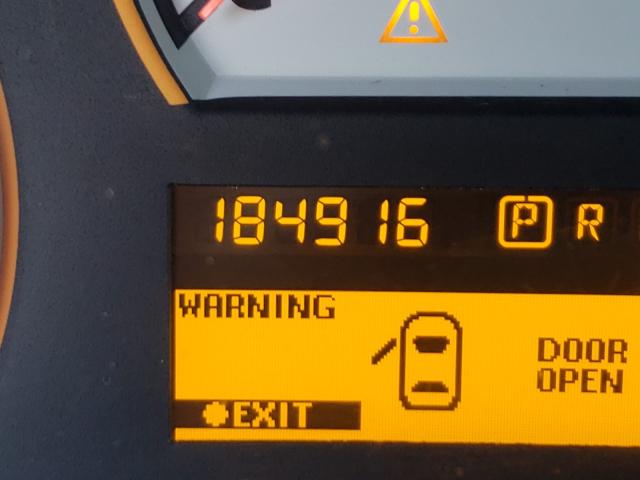 184916 P R
WARNING
DOOR
OPEN
EXIT